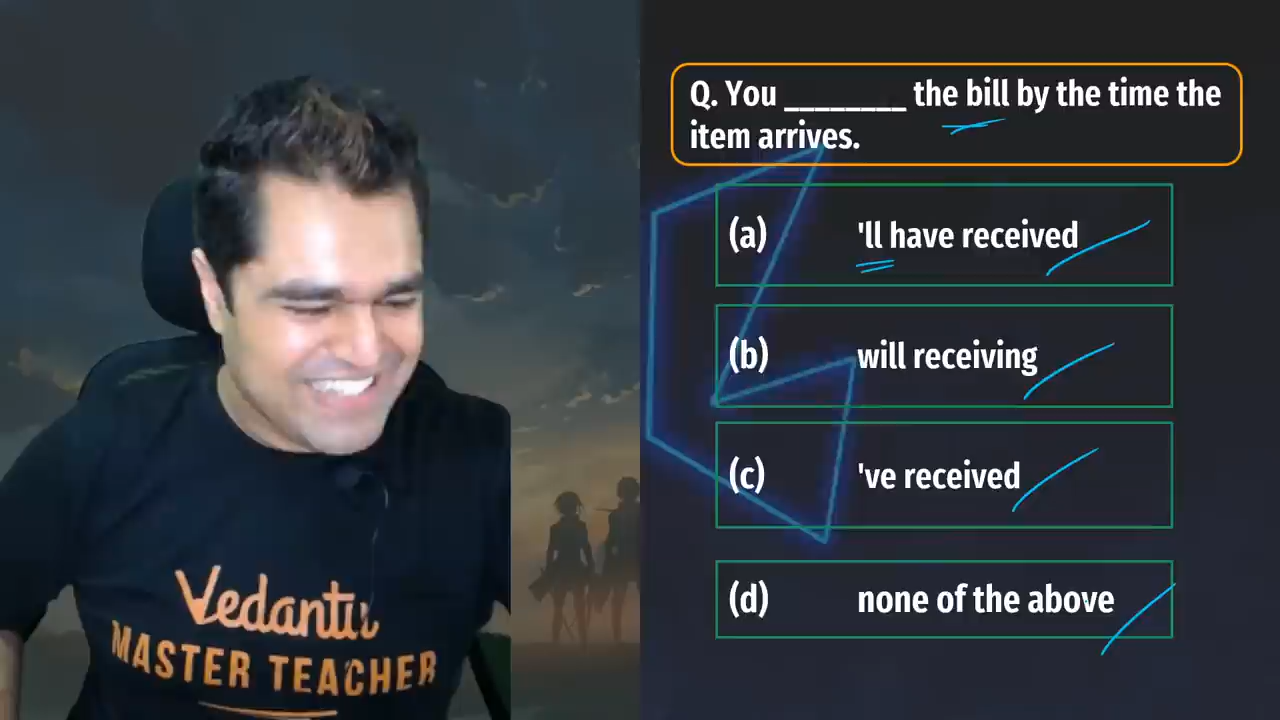 Q. You ________ the bill by the time the
item arrives.
(a) 'll have received
(b) will receiving
(c) 've received
(d) none of the above
Vedantu
MASTER TEACHER